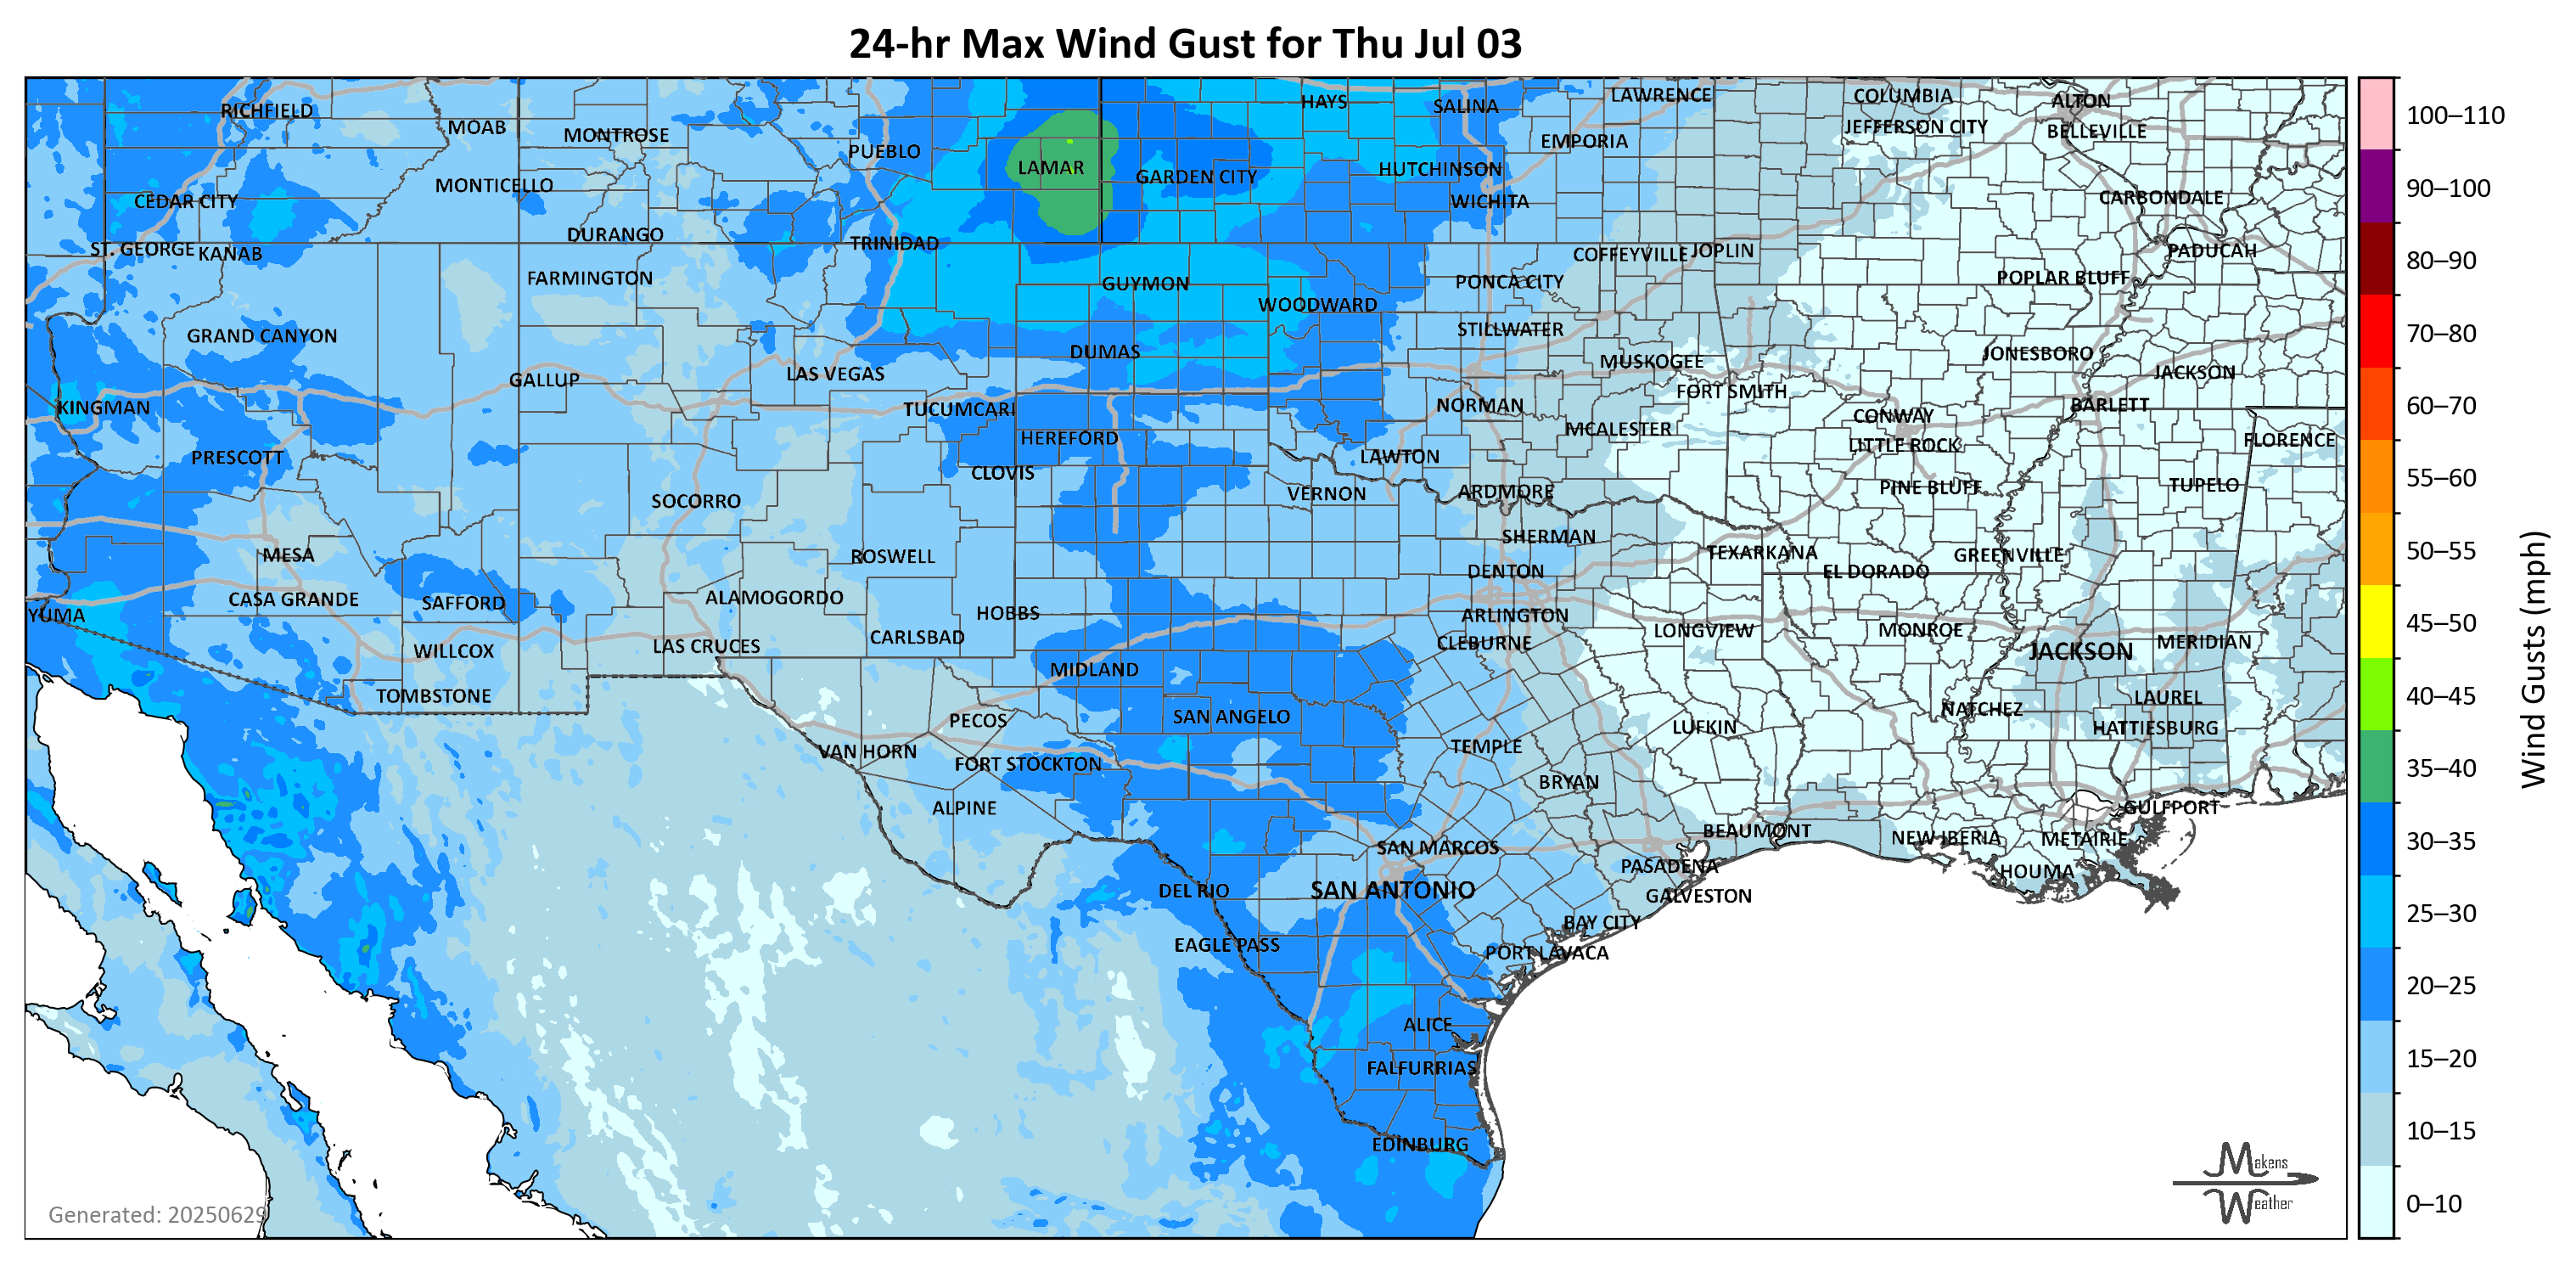 24-hr Max Wind Gust for Thu Jul 03
RICHFIELD
MOAB
MONTROSE
PUEBLO
LAMAR
GARDEN CITY
HAYS
SALINA
HUTCHINSON
WICHITA
EMPORIA
LAWRENCE
COLUMBIA
JEFFERSON CITY
ALTON
BELLEVILLE
CARBONDALE
CEDAR CITY
MONTICELLO
ST. GEORGE
KANAB
DURANGO
TRINIDAD
FARMINGTON
GUYMON
WOODWARD
PONCA CITY
COFFEYVILLE
JOPLIN
POPLAR BLUFF
PADUCAH
GRAND CANYON
GALLUP
LAS VEGAS
DUMAS
STILLWATER
MUSKOGEE
FORT SMITH
JONESBORO
JACKSON
KINGMAN
PRESCOTT
TUCUMCARI
HEREFORD
CLOVIS
NORMAN
MCALESTER
LAWTON
CONWAY
LITTLE ROCK
BARLETT
FLORENCE
SOCORRO
VERNON
ARDMORE
PINE BLUFF
TUPELO
MESA
ROSWELL
SHERMAN
DENTON
TEXARKANA
EL DORADO
GREENVILLE
YUMA
CASA GRANDE
SAFFORD
ALAMOGORDO
HOBBS
ARLINGTON
CLEBURNE
LONGVIEW
MONROE
JACKSON
MERIDIAN
WILLCOX
LAS CRUCES
CARLSBAD
MIDLAND
TOMBSTONE
PECOS
SAN ANGELO
TEMPLE
LUFKIN
NATCHEZ
LAUREL
HATTIESBURG
VAN HORN
FORT STOCKTON
BRYAN
ALPINE
SAN MARCOS
BEAUMONT
NEW IBERIA
METAIRIE
GULFPORT
DEL RIO
SAN ANTONIO
PASADENA
GALVESTON
HOUMA
EAGLE PASS
BAY CITY
PORT LAVACA
ALICE
FALFURRIAS
EDINBURG
Generated: 20250629
Makens
Weather
100–110
90–100
80–90
70–80
60–70
55–60
50–55
45–50
40–45
35–40
30–35
25–30
20–25
15–20
10–15
0–10
Wind Gusts (mph)